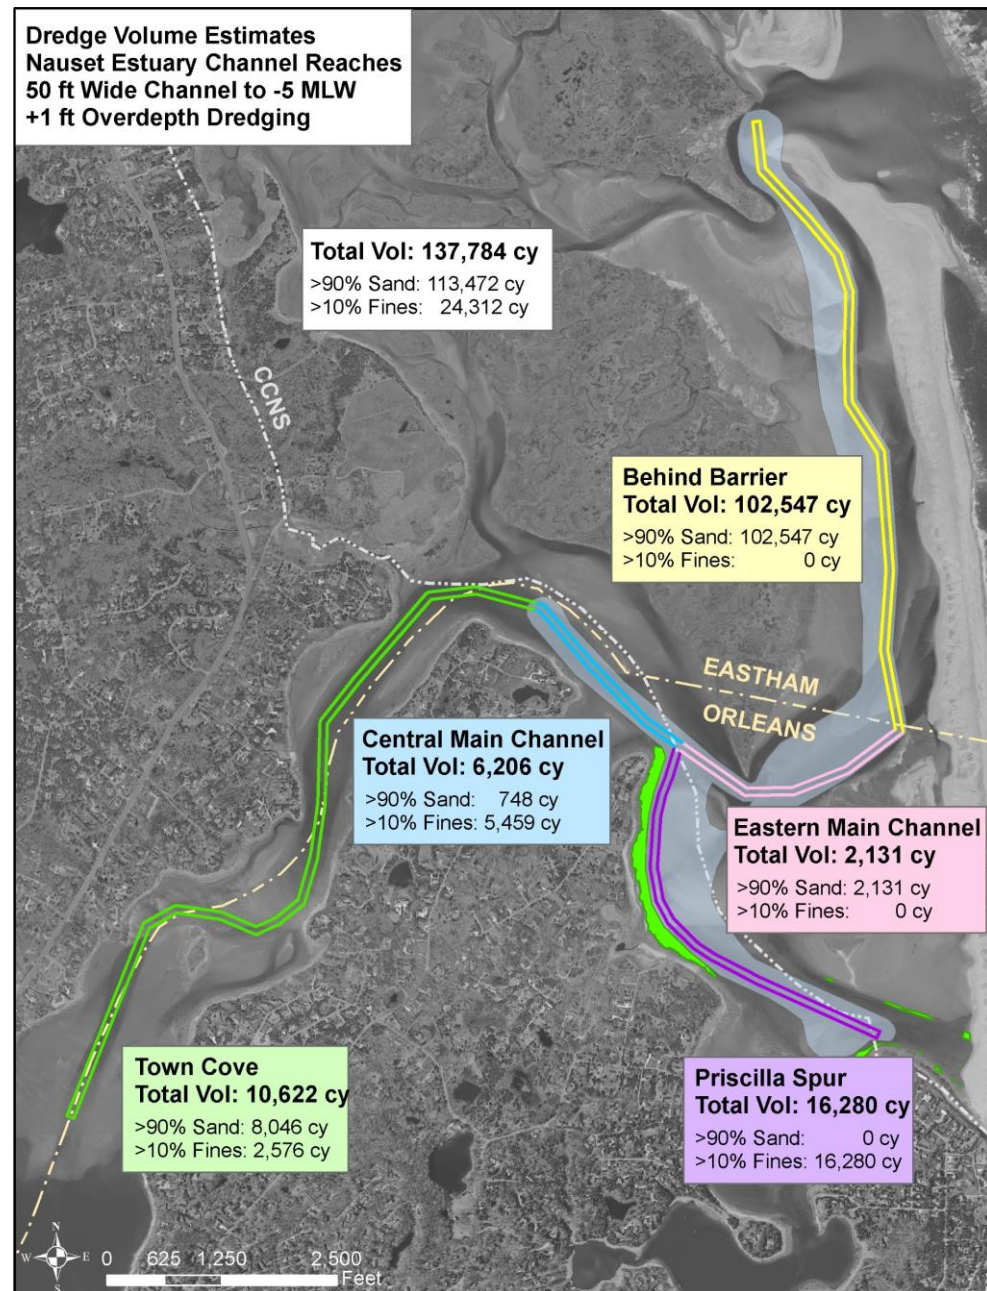 Dredge Volume Estimates
Nauset Estuary Channel Reaches
50 ft Wide Channel to -5 MLW
+1 ft Overdepth Dredging
Total Vol: 137,784 cy
>90% Sand: 113,472 cy
>10% Fines: 24,312 cy
CCNS
Behind Barrier
Total Vol: 102,547 cy
>90% Sand: 102,547 cy
>10% Fines: 0 cy
EASTHAM
ORLEANS
Central Main Channel
Total Vol: 6,206 cy
>90% Sand: 748 cy
>10% Fines: 5,459 cy
Eastern Main Channel
Total Vol: 2,131 cy
>90% Sand: 2,131 cy
>10% Fines: 0 cy
Town Cove
Total Vol: 10,622 cy
>90% Sand: 8,046 cy
>10% Fines: 2,576 cy
Priscilla Spur
Total Vol: 16,280 cy
>90% Sand: 0 cy
>10% Fines: 16,280 cy
N
W E
S
0 625 1,250 2,500
Feet